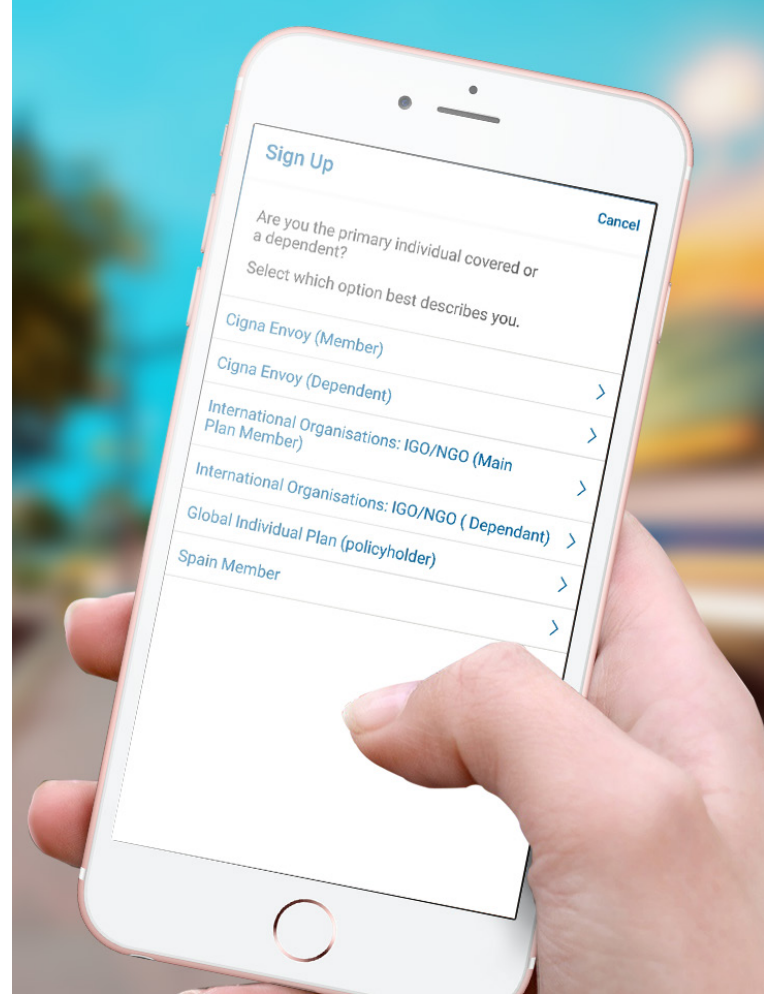 Sign Up
Cancel
Are you the primary individual covered or
a dependent?
Select which option best describes you.
Cigna Envoy (Member)
Cigna Envoy (Dependent)
International Organisations: IGO/NGO (Main
Plan Member)
International Organisations: IGO/NGO ( Dependant)
Global Individual Plan (policyholder)
Spain Member